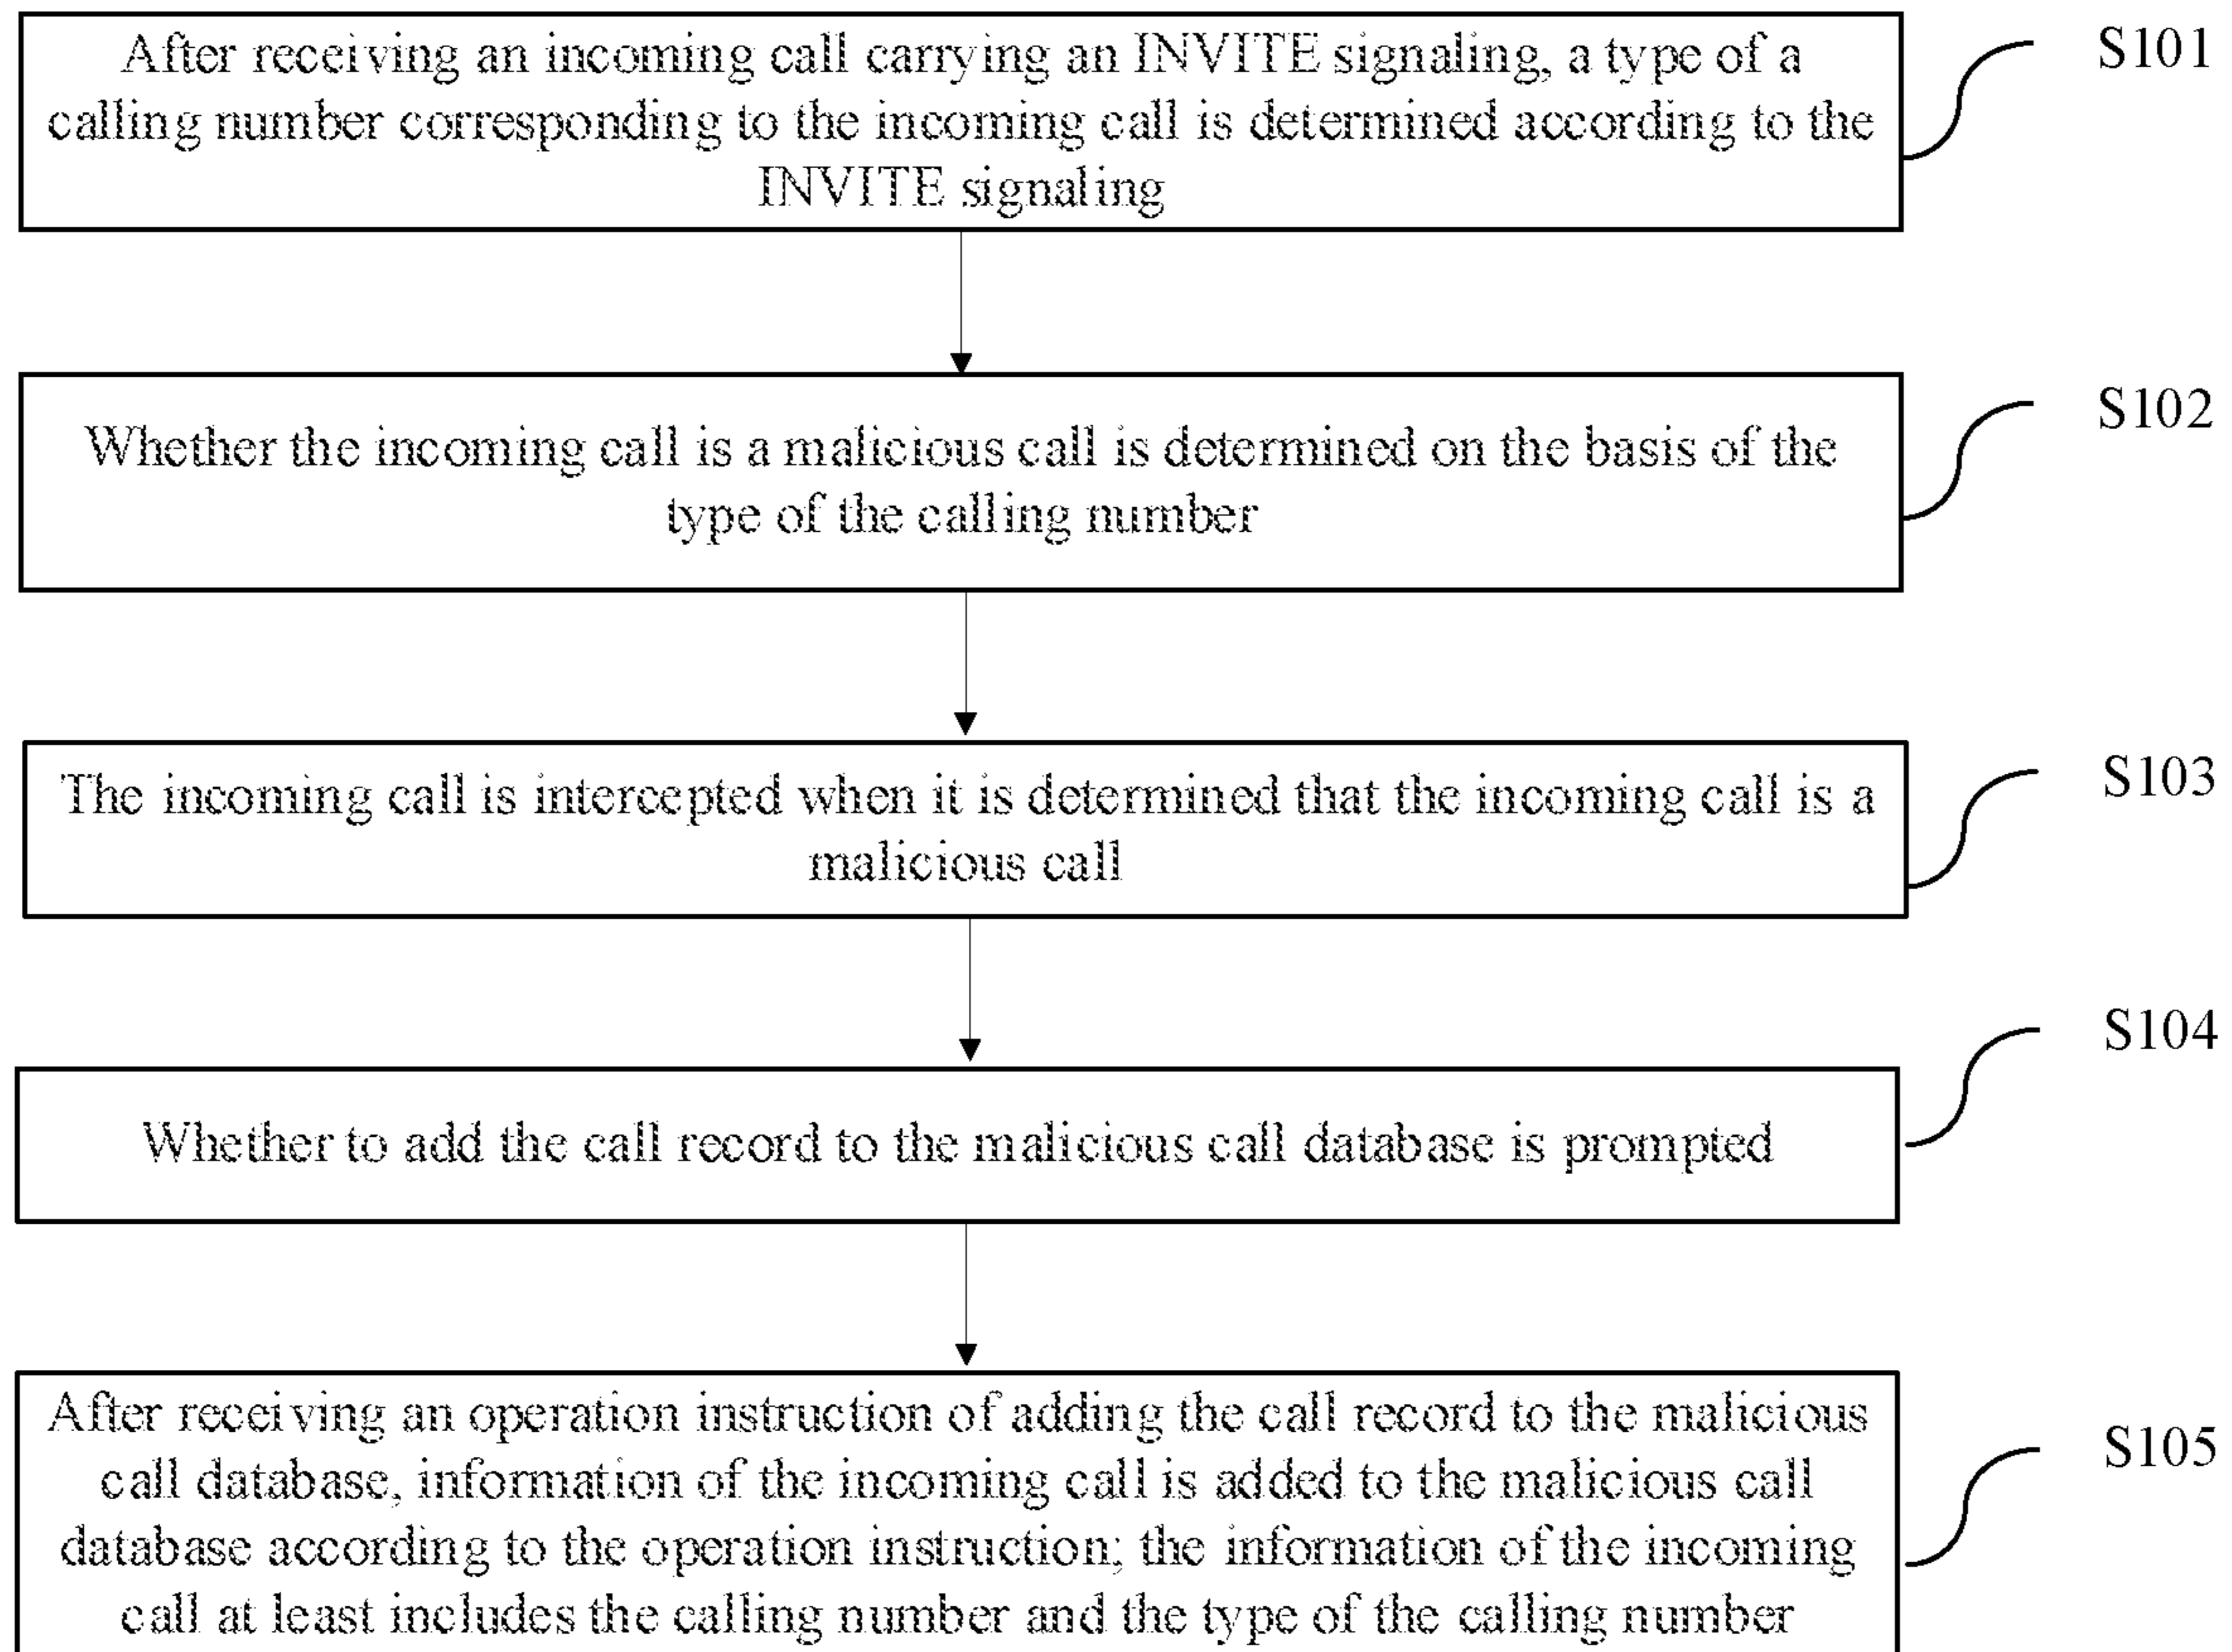 After receiving an incoming call carrying an INVITE signaling, a type of a
calling number corresponding to the incoming call is determined according to the
INVITE signaling
S101
Whether the incoming call is a malicious call is determined on the basis of the
type of the calling number
S102
The incoming call is intercepted when it is determined that the incoming call is a
malicious call
S103
Whether to add the call record to the malicious call database is prompted
S104
After receiving an operation instruction of adding the call record to the malicious
call database, information of the incoming call is added to the malicious call
database according to the operation instruction; the information of the incoming
call at least includes the calling number and the type of the calling number
S105